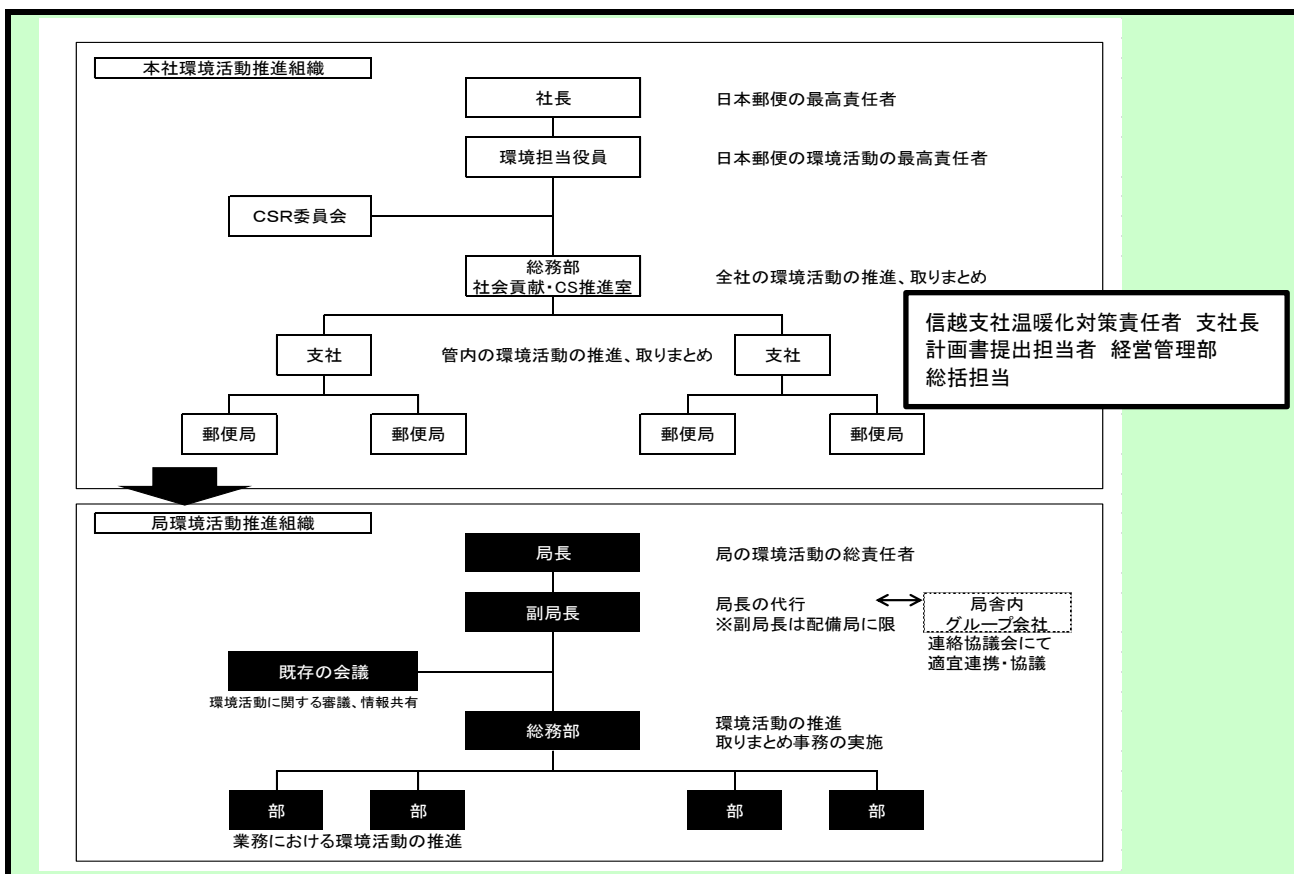 本社環境活動推進組織
社長
日本郵便の最高責任者
環境担当役員
日本郵便の環境活動の最高責任者
CSR委員会
総務部
社会貢献・CS推進室
全社の環境活動の推進、取りまとめ
信越支社温暖化対策責任者 支社長
計画書提出担当者 経営管理部
総括担当
支社
管内の環境活動の推進、取りまとめ
支社
郵便局
郵便局
郵便局
郵便局
局環境活動推進組織
局長
局の環境活動の総責任者
副局長
局長の代行
※副局長は配備局に限
局舎内
グループ会社
連絡協議会にて
適宜連携・協議
既存の会議
環境活動に関する審議、情報共有
総務部
環境活動の推進
取りまとめ事務の実施
部
部
部
部
業務における環境活動の推進